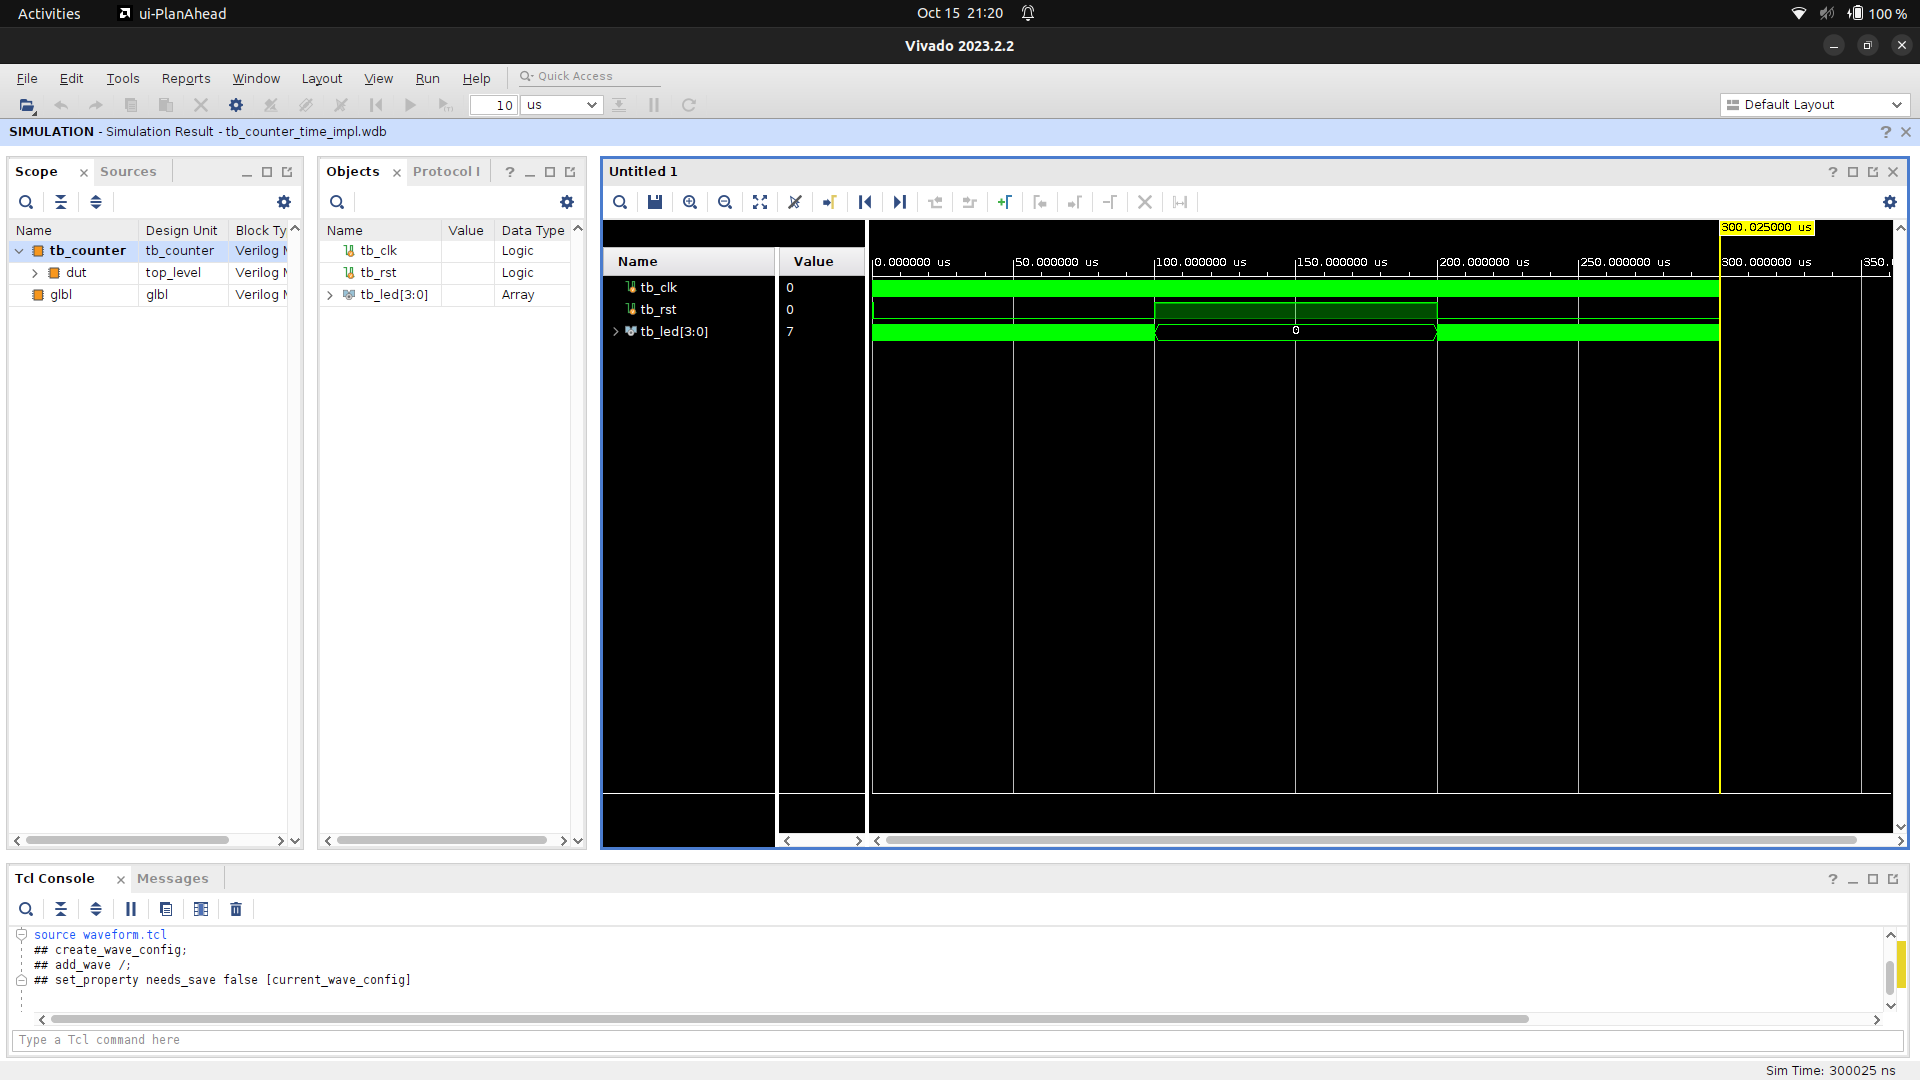 Activities ui-PlanAhead Oct 15 21:20 100 %
Vivado 2023.2.2
File Edit Tools Reports Window Layout View Run Help Quick Access
10 us Default Layout
SIMULATION - Simulation Result - tb_counter_time_impl.wdb
Scope Sources
Name Design Unit Block Ty
tb_counter tb_counter Verilog M
dut top_level Verilog M
glbl glbl Verilog M
Objects Protocol I
Name Value Data Type
tb_clk Logic
tb_rst Logic
tb_led[3:0] Array
Untitled 1
300.025000 us
Name Value 0.000000 us 50.000000 us 100.000000 us 150.000000 us 200.000000 us 250.000000 us 300.000000 us 350.
tb_clk 0
tb_rst 0
tb_led[3:0] 7 0
Tcl Console Messages
source waveform.tcl
## create_wave_config;
## add_wave /;
## set_property needs_save false [current_wave_config]
Type a Tcl command here
Sim Time: 300025 ns